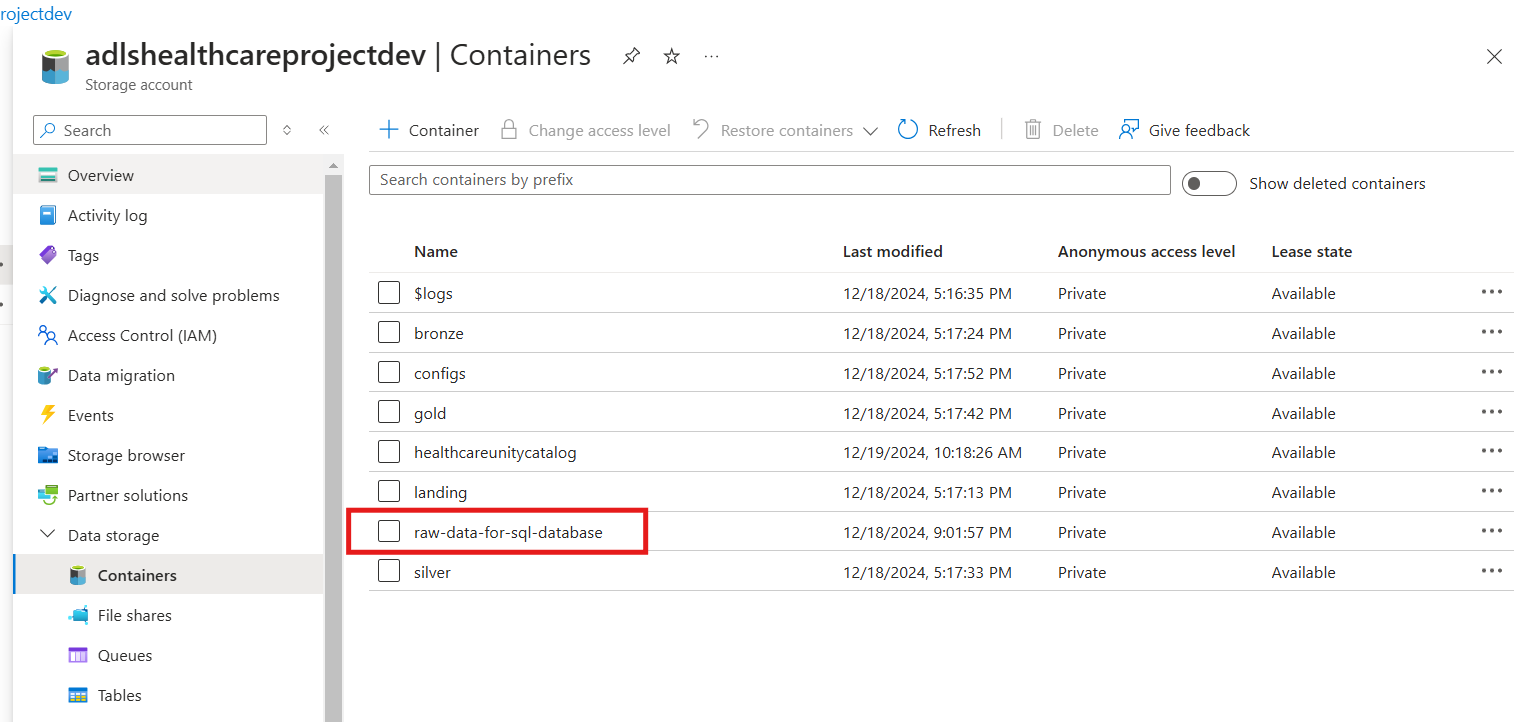 rojectdev
adlshealthcareprojectdev | Containers
Storage account
Search
Container
Change access level
Restore containers
Refresh
Delete
Give feedback
Overview
Activity log
Tags
Diagnose and solve problems
Access Control (IAM)
Data migration
Events
Storage browser
Partner solutions
Data storage
Containers
File shares
Queues
Tables
Search containers by prefix
Show deleted containers
Name Last modified Anonymous access level Lease state
$logs 12/18/2024, 5:16:35 PM Private Available
bronze 12/18/2024, 5:17:24 PM Private Available
configs 12/18/2024, 5:17:52 PM Private Available
gold 12/18/2024, 5:17:42 PM Private Available
healthcareunitycatalog 12/19/2024, 10:18:26 AM Private Available
landing 12/18/2024, 5:17:13 PM Private Available
raw-data-for-sql-database 12/18/2024, 9:01:57 PM Private Available
silver 12/18/2024, 5:17:33 PM Private Available